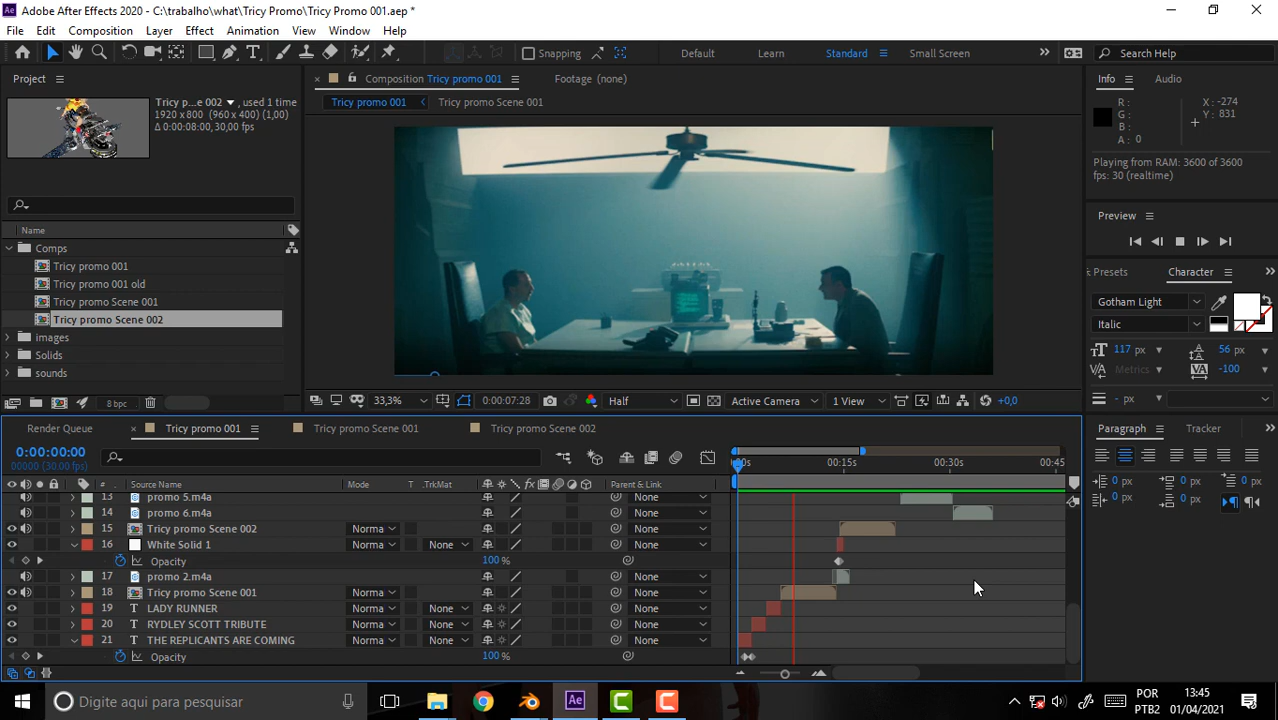 Adobe After Effects 2020 - C:\trabalho\what\Tricy Promo\Tricy Promo 001.aep *
File Edit Composition Layer Effect Animation View Window Help
Snapping Default Learn Standard Small Screen Search Help
Project
Tricy p...e 002, used 1 time
1920 x 800 (960 x 400) (1,00)
Δ 0:00:08:00, 30,00 fps
Name
Comps
Tricy promo 001
Tricy promo 001 old
Tricy promo Scene 001
Tricy promo Scene 002
images
Solids
sounds
8 bpc
Composition Tricy promo 001 Footage (none)
Tricy promo 001 Tricy promo Scene 001
33,3% 0:00:07:28 Half Active Camera 1 View +0,0
Info Audio
R: X: -274
G: Y: 831
B:
A: 0
Playing from RAM: 3600 of 3600
fps: 30 (realtime)
Preview
Presets Character
Gotham Light
Italic
117 px 56 px
Metrics -100
- px
Paragraph Tracker
0 px 0 px 0 px
0 px 0 px
Render Queue Tricy promo 001 Tricy promo Scene 001 Tricy promo Scene 002
0:00:00:00
00000 (30.00 fps)
:00s 00:15s 00:30s 00:45
# Source Name Mode T .TrkMat Parent & Link
13 promo 5.m4a None
14 promo 6.m4a None
15 Tricy promo Scene 002 Norma None
16 White Solid 1 Norma None None
Opacity 100 %
17 promo 2.m4a None
18 Tricy promo Scene 001 Norma None None
19 T LADY RUNNER Norma None None
20 T RYDLEY SCOTT TRIBUTE Norma None None
21 T THE REPLICANTS ARE COMING Norma None None
Opacity 100 %
Digite aqui para pesquisar
POR
PTB2
13:45
01/04/2021